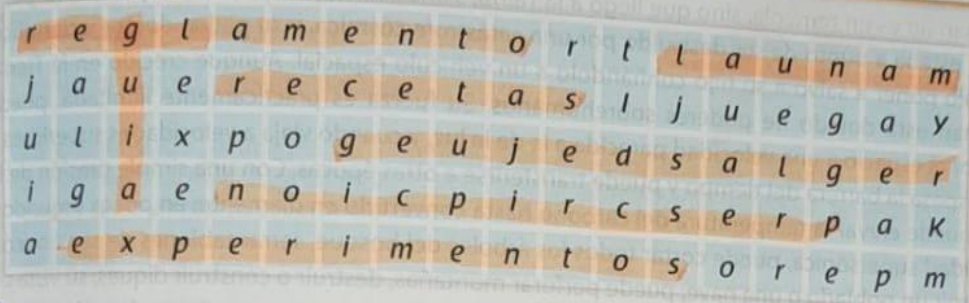 r e g l a m e n t o r t l a u n a m
j a u e r e c e t a s l j u e g a y
u l i x p o g e u j e d s a l g e r
i g a e n o i c p i r c s e r p a K
a e x p e r i m e n t o s o r e p m